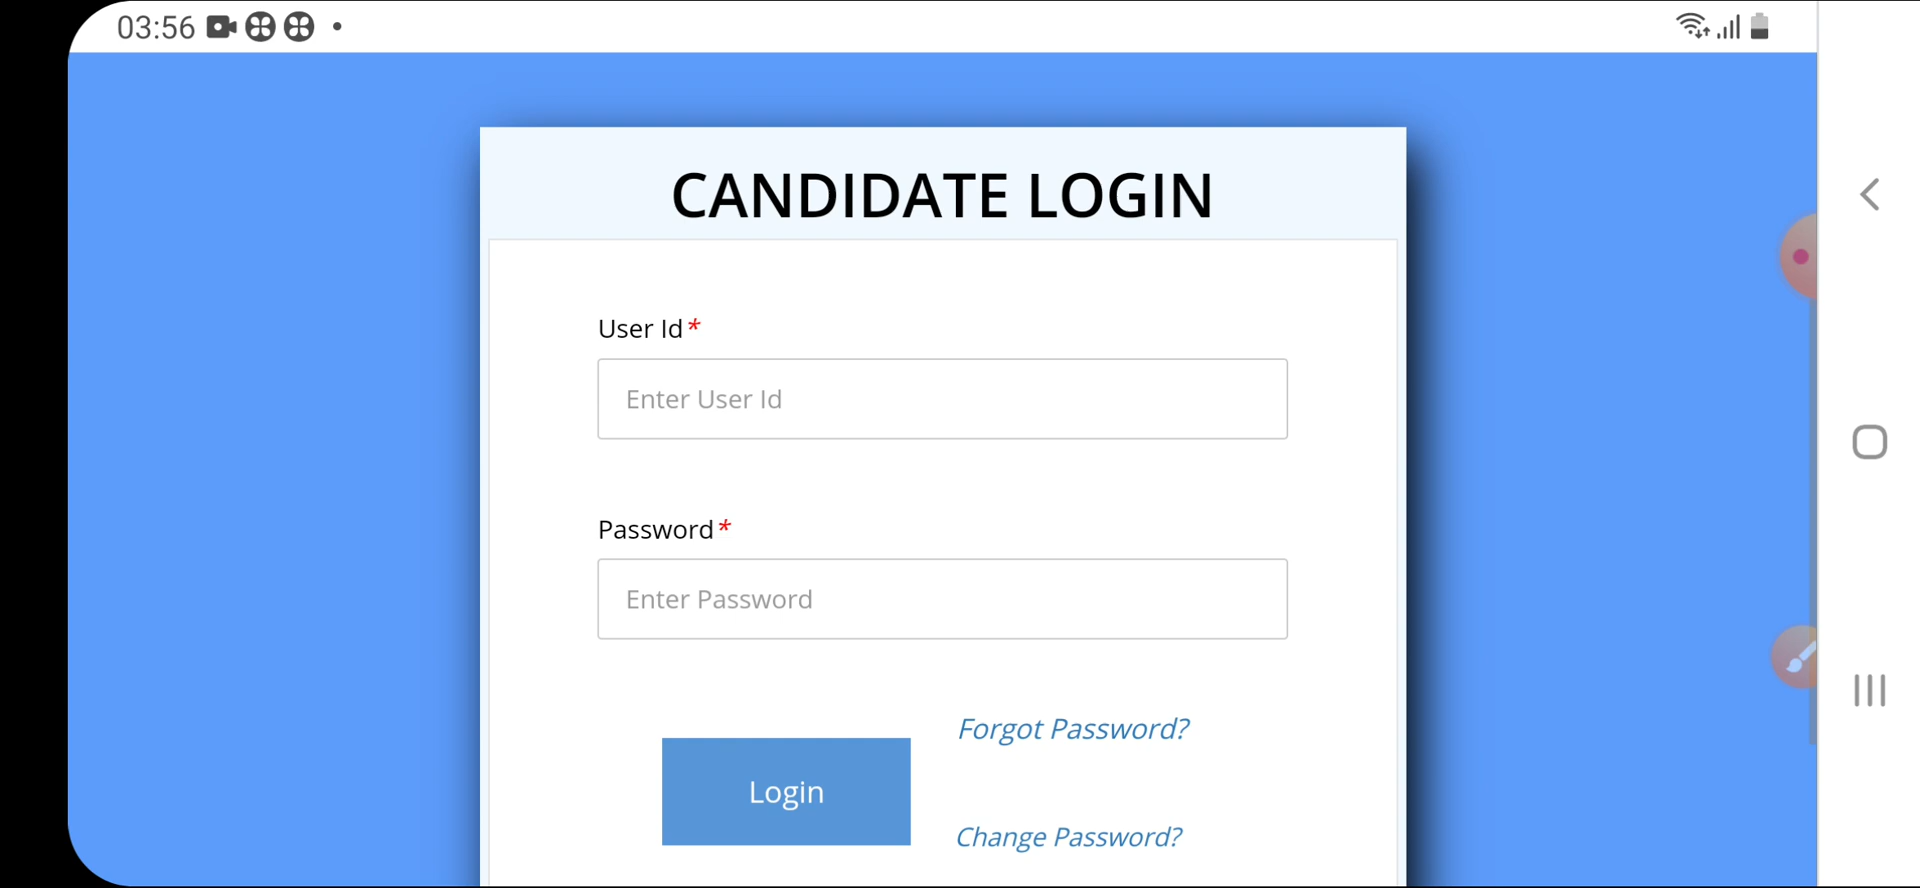 03:56
CANDIDATE LOGIN
User Id*
Enter User Id
Password*
Enter Password
Forgot Password?
Login
Change Password?